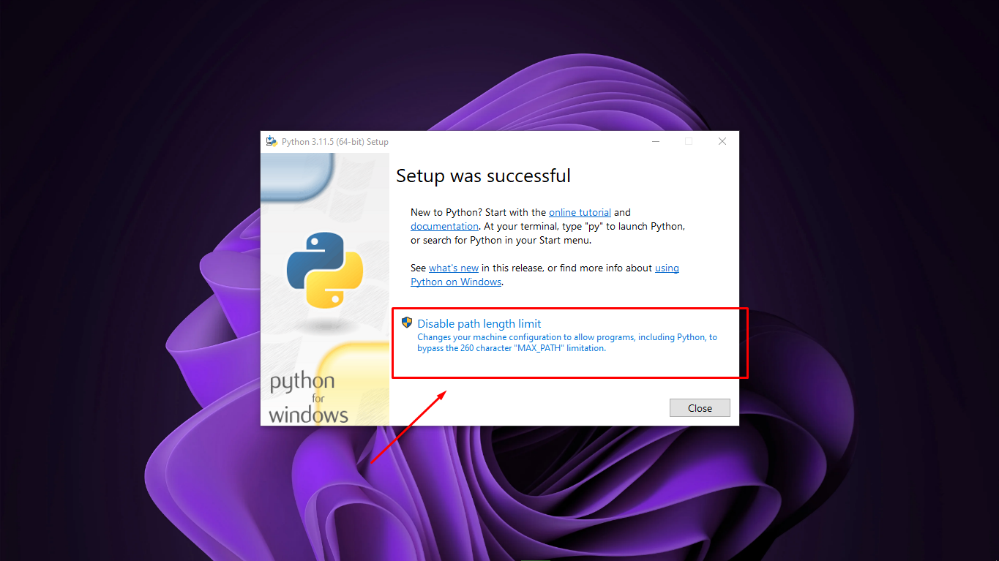 Python 3.11.5 (64-bit) Setup
Setup was successful
New to Python? Start with the online tutorial and
documentation. At your terminal, type "py" to launch Python,
or search for Python in your Start menu.
See what's new in this release, or find more info about using
Python on Windows.
Disable path length limit
Changes your machine configuration to allow programs, including Python, to
bypass the 260 character "MAX_PATH" limitation.
python
for
windows
Close